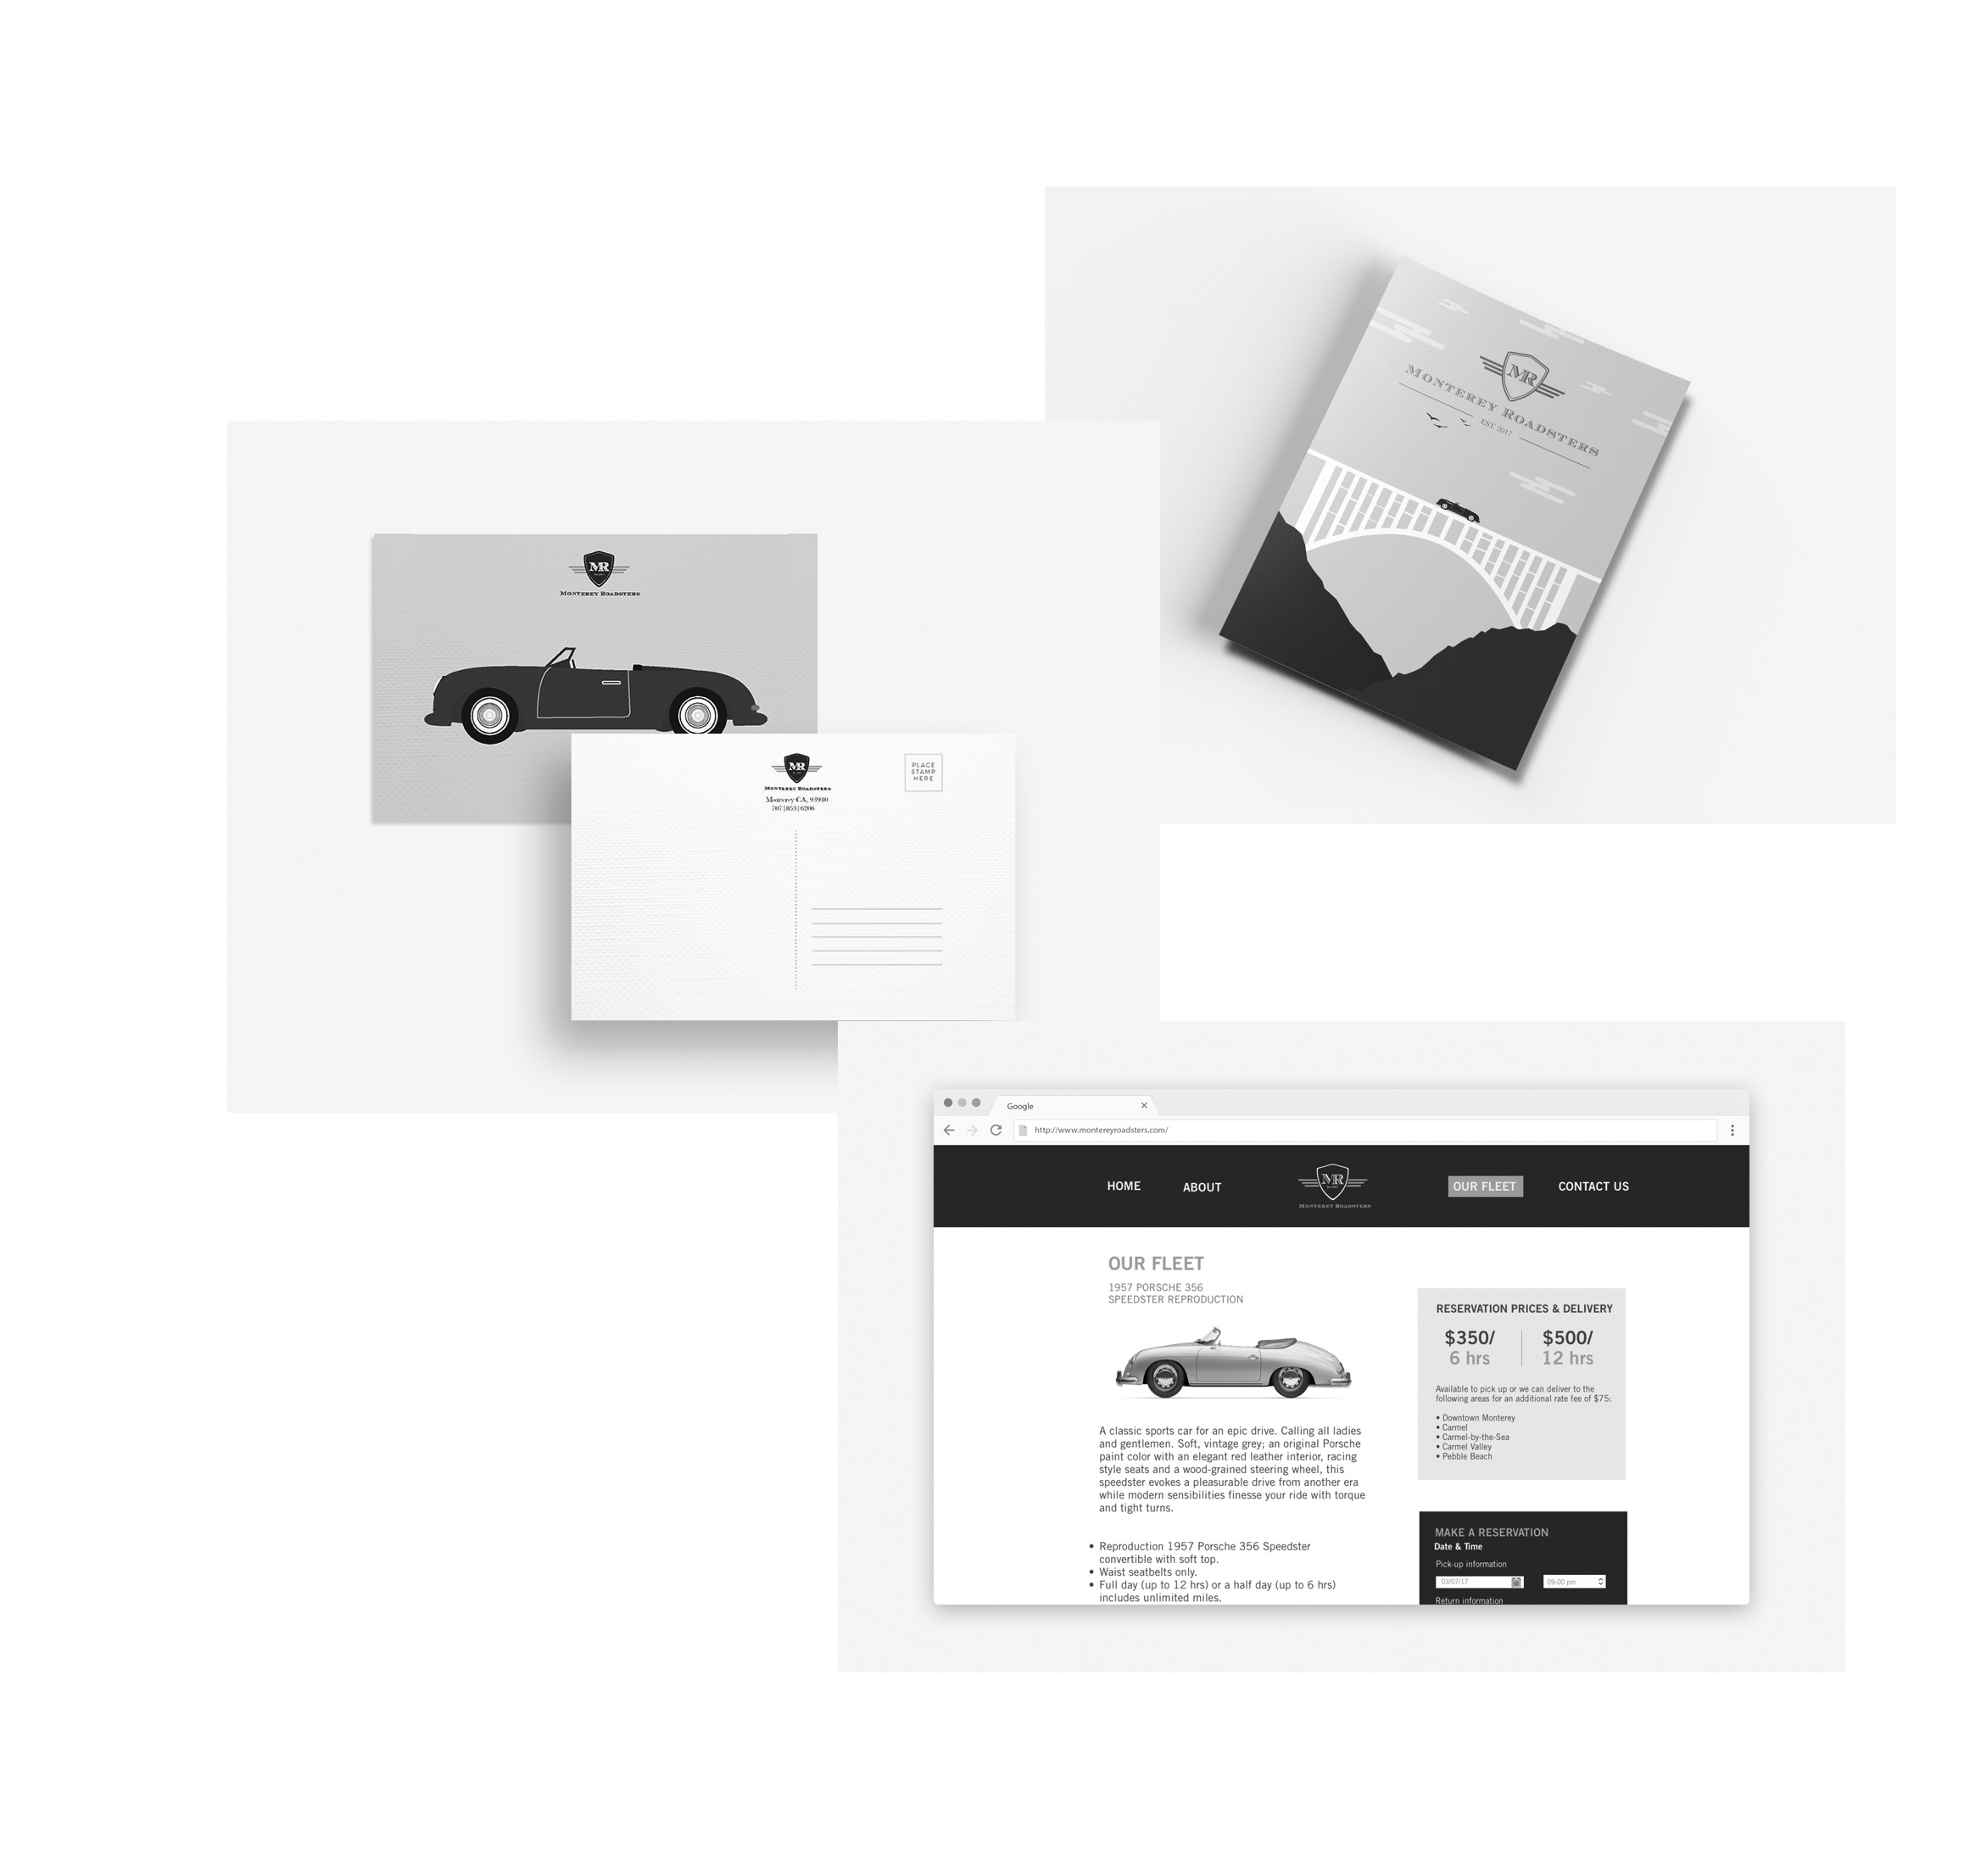 MR
MONTEREY ROADSTERS
EST. 2017
MR
MONTEREY ROADSTERS
MR
MONTEREY ROADSTERS
Monterey CA, 93940
707|853|6206
PLACE
STAMP
HERE
Google
http://www.montereyroadsters.com/
HOME
ABOUT
MR
MONTEREY ROADSTERS
OUR FLEET
CONTACT US
OUR FLEET
1957 PORSCHE 356
SPEEDSTER REPRODUCTION
A classic sports car for an epic drive. Calling all ladies
and gentlemen. Soft, vintage grey; an original Porsche
paint color with an elegant red leather interior, racing
style seats and a wood-grained steering wheel, this
speedster evokes a pleasurable drive from another era
while modern sensibilities finesse your ride with torque
and tight turns.
• Reproduction 1957 Porsche 356 Speedster
convertible with soft top.
• Waist seatbelts only.
• Full day (up to 12 hrs) or a half day (up to 6 hrs)
includes unlimited miles.
RESERVATION PRICES & DELIVERY
$350/
6 hrs
$500/
12 hrs
Available to pick up or we can deliver to the
following areas for an additional rate fee of $75:
• Downtown Monterey
• Carmel
• Carmel-by-the-Sea
• Carmel Valley
• Pebble Beach
MAKE A RESERVATION
Date & Time
Pick-up information
03/07/17
09:00 pm
Return information